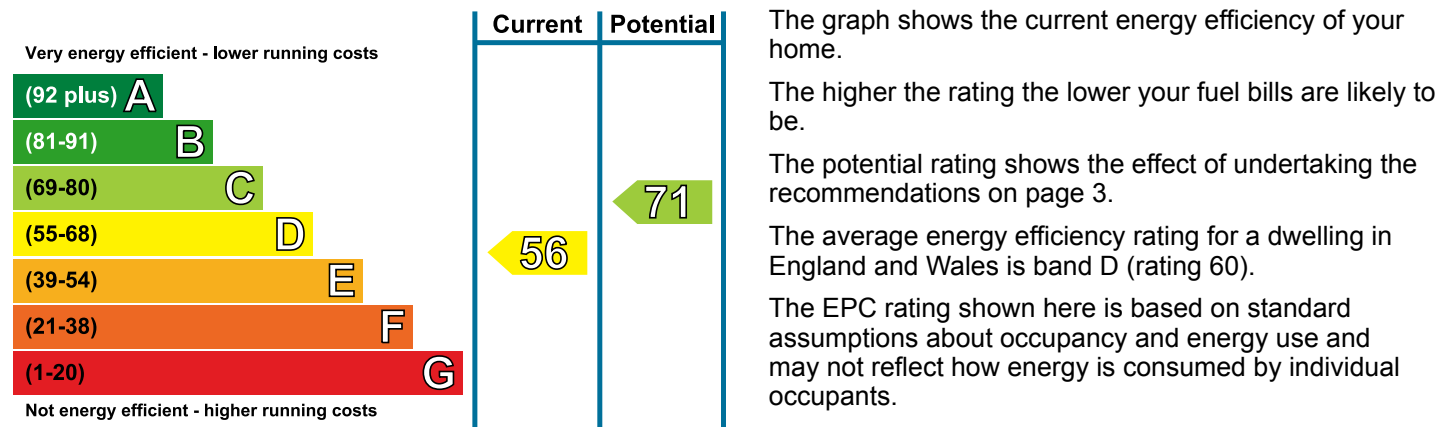 Current Potential
Very energy efficient - lower running costs
(92 plus) A
(81-91) B
(69-80) C
71
(55-68) D
56
(39-54) E
(21-38) F
(1-20) G
Not energy efficient - higher running costs
The graph shows the current energy efficiency of your
home.
The higher the rating the lower your fuel bills are likely to
be.
The potential rating shows the effect of undertaking the
recommendations on page 3.
The average energy efficiency rating for a dwelling in
England and Wales is band D (rating 60).
The EPC rating shown here is based on standard
assumptions about occupancy and energy use and
may not reflect how energy is consumed by individual
occupants.